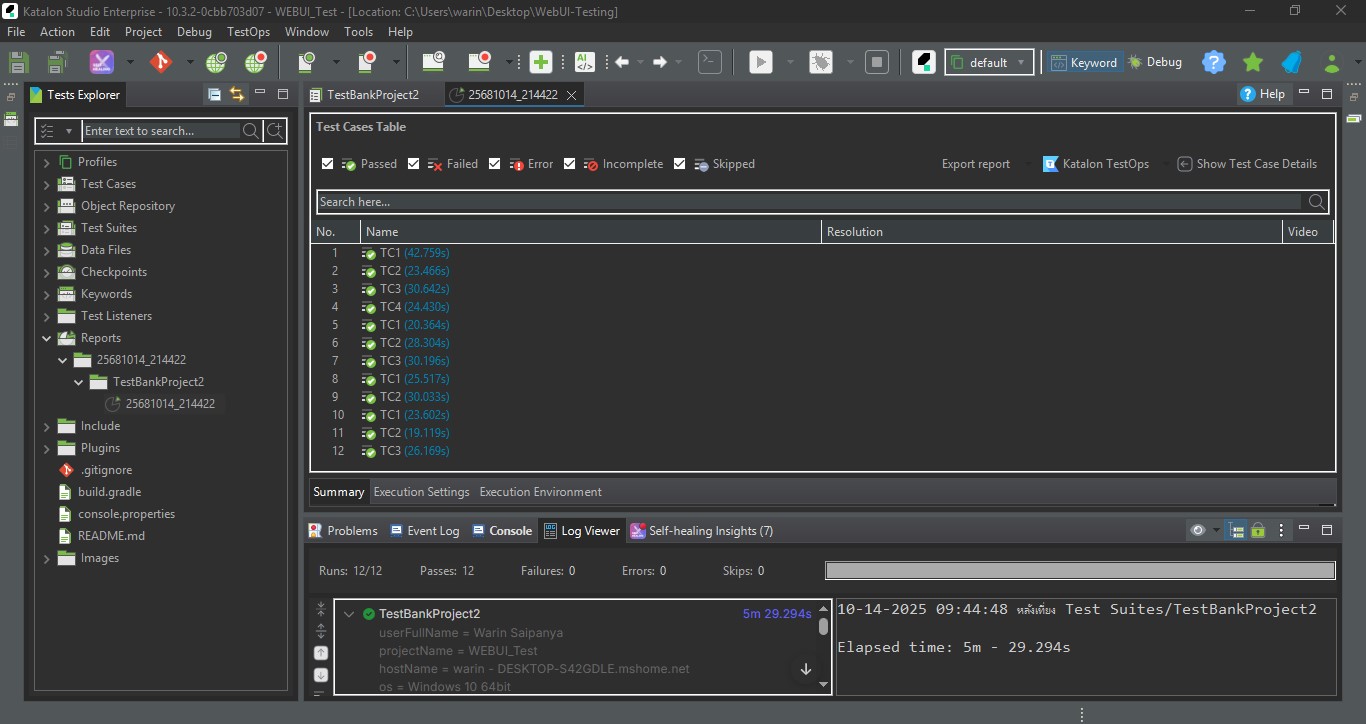 Katalon Studio Enterprise - 10.3.2-0cbb703d07 - WEBUI_Test - [Location: C:\Users\warin\Desktop\WebUI-Testing]
File Action Edit Project Debug TestOps Window Tools Help
default Keyword Debug
Tests Explorer
Enter text to search...
Profiles
Test Cases
Object Repository
Test Suites
Data Files
Checkpoints
Keywords
Test Listeners
Reports
25681014_214422
TestBankProject2
25681014_214422
Include
Plugins
.gitignore
build.gradle
console.properties
README.md
Images
TestBankProject2 25681014_214422 Help
Test Cases Table
Passed Failed Error Incomplete Skipped Export report Katalon TestOps Show Test Case Details
Search here...
No. Name Resolution Video
1 TC1 (42.759s)
2 TC2 (23.466s)
3 TC3 (30.642s)
4 TC4 (24.430s)
5 TC1 (20.364s)
6 TC2 (28.304s)
7 TC3 (30.196s)
8 TC1 (25.517s)
9 TC2 (30.033s)
10 TC1 (23.602s)
11 TC2 (19.119s)
12 TC3 (26.169s)
Summary Execution Settings Execution Environment
Problems Event Log Console Log Viewer Self-healing Insights (7)
Runs: 12/12 Passes: 12 Failures: 0 Errors: 0 Skips: 0
TestBankProject2 5m 29.294s
userFullName = Warin Saipanya
projectName = WEBUI_Test
hostName = warin - DESKTOP-S42GDLE.mshome.net
os = Windows 10 64bit
10-14-2025 09:44:48 หลังเที่ยง Test Suites/TestBankProject2
Elapsed time: 5m - 29.294s